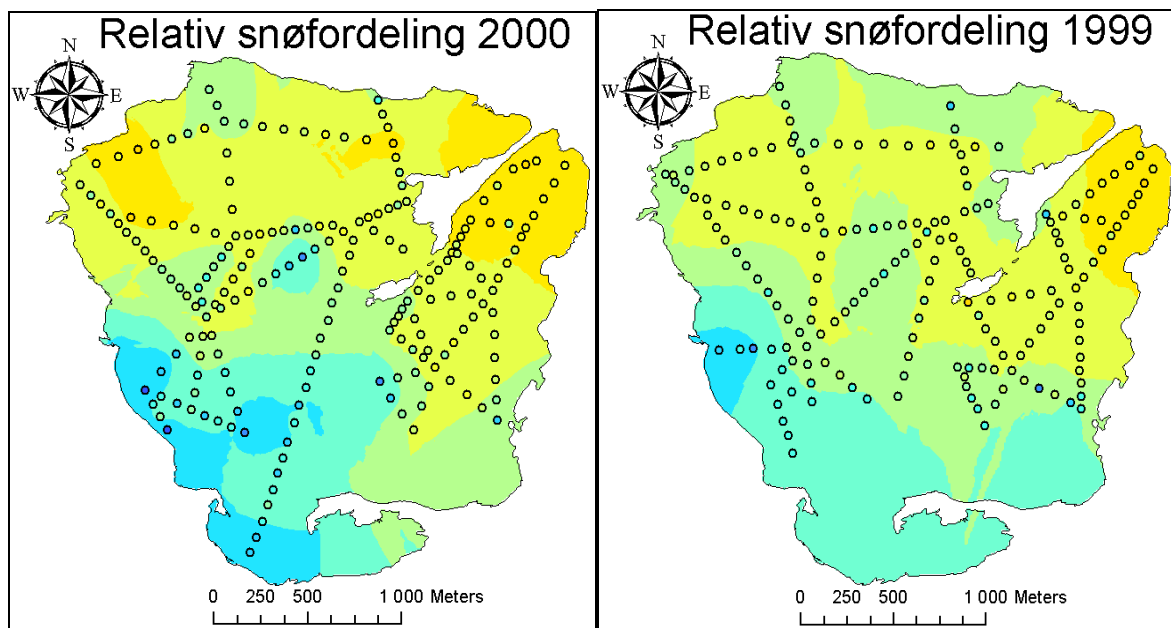 Relativ snøfordeling 2000
N
W E
S
0 250 500 1 000 Meters
Relativ snøfordeling 1999
N
W E
S
0 250 500 1 000 Meters